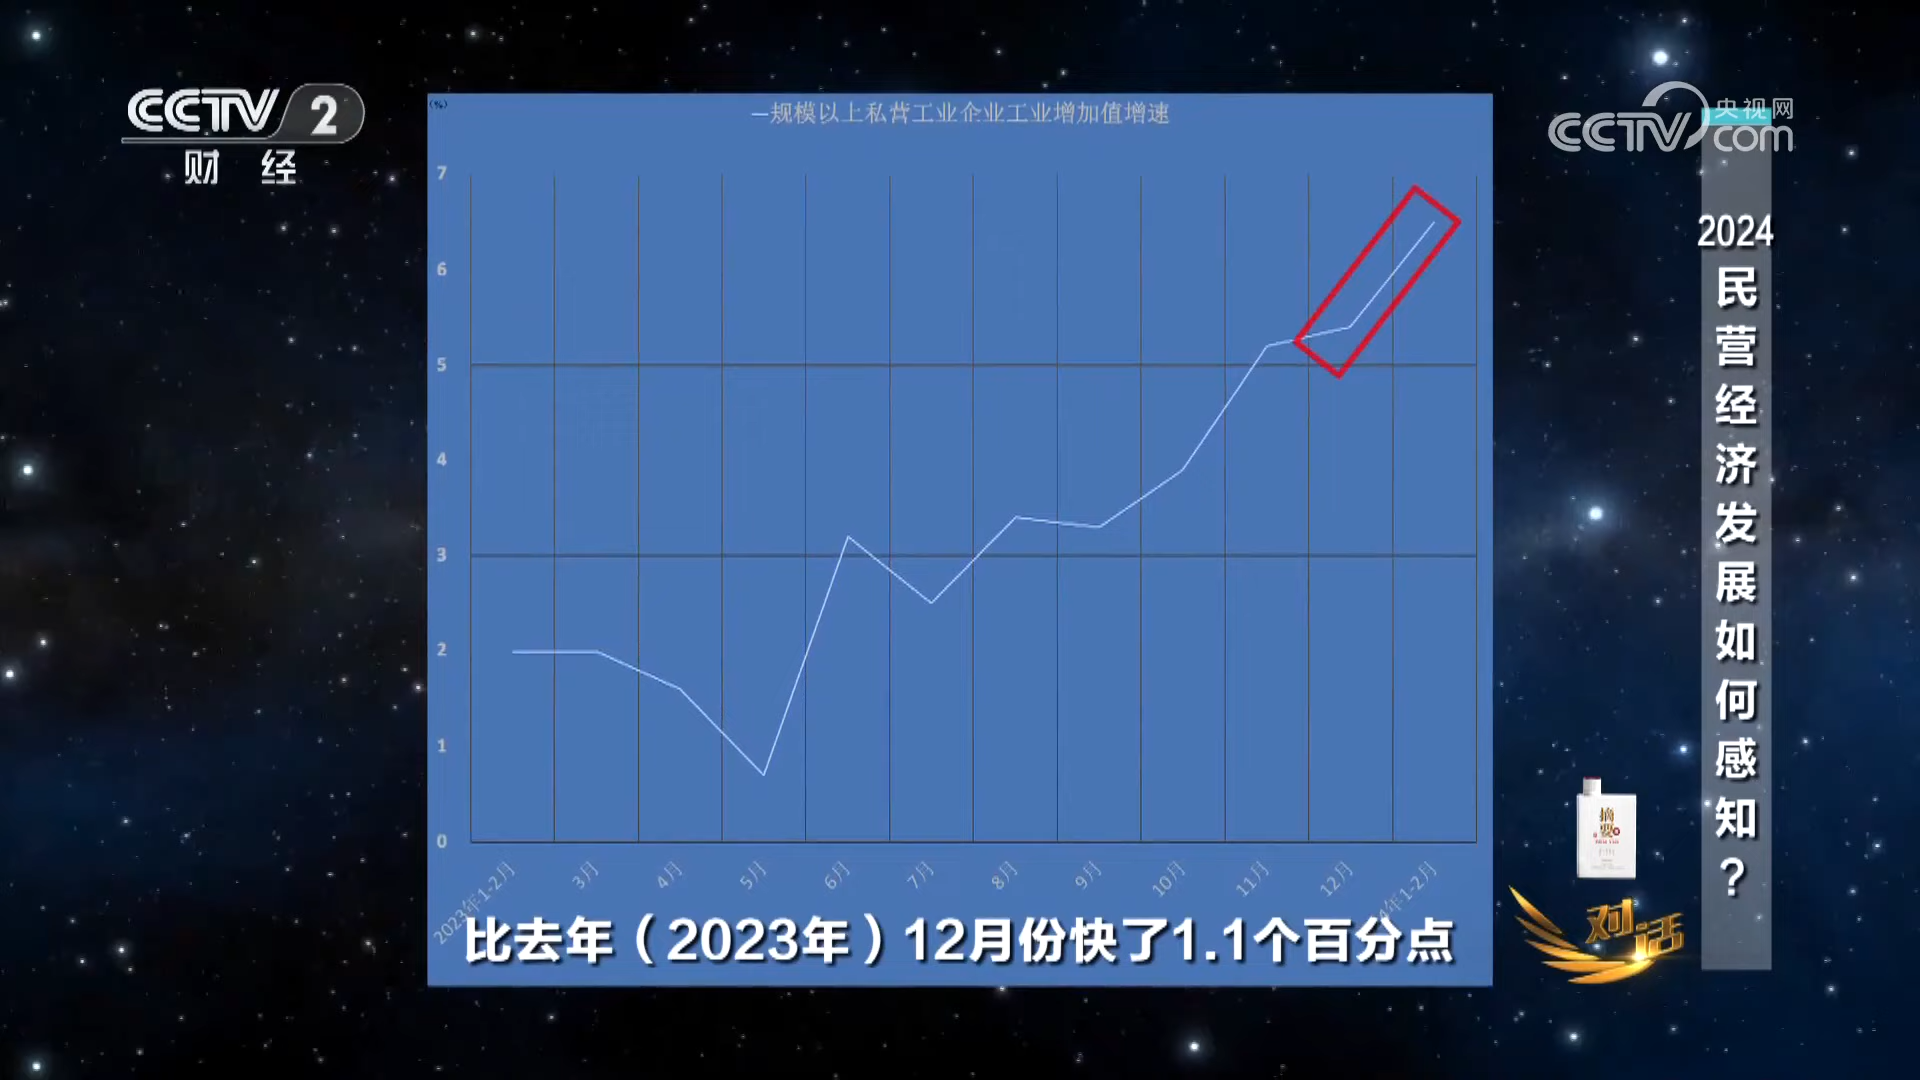 CCTV 2
财经
央视网
CCTV.com
(%)
规模以上私营工业企业工业增加值增速
7
6
5
4
3
2
1
0
2023年1-2月
3月
4月
5月
6月
7月
8月
9月
10月
11月
12月
4年1-2月
比去年（2023年）12月份快了1.1个百分点
2024民营经济发展如何感知？
摘要
对话